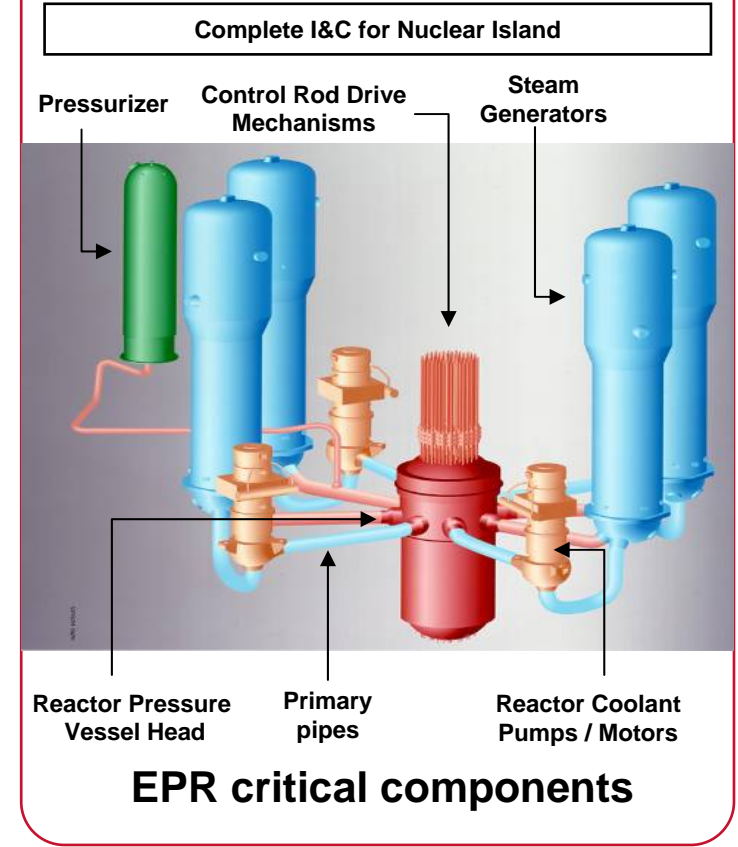 Complete I&C for Nuclear Island
Pressurizer
Control Rod Drive
Mechanisms
Steam
Generators
Reactor Pressure
Vessel Head
Primary
pipes
Reactor Coolant
Pumps / Motors
EPR critical components